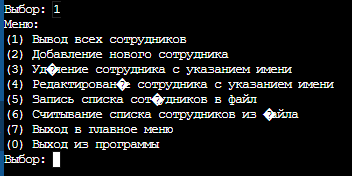 Выбор: 1
Меню:
(1) Вывод всех сотрудников
(2) Добавление нового сотрудника
(3) Уд�ление сотрудника с указанием имени
(4) Редактирован�е сотрудника с указанием имени
(5) Запись списка сот�удников в файл
(6) Считывание списка сотрудников из �айла
(7) Выход в главное меню
(0) Выход из программы
Выбор: